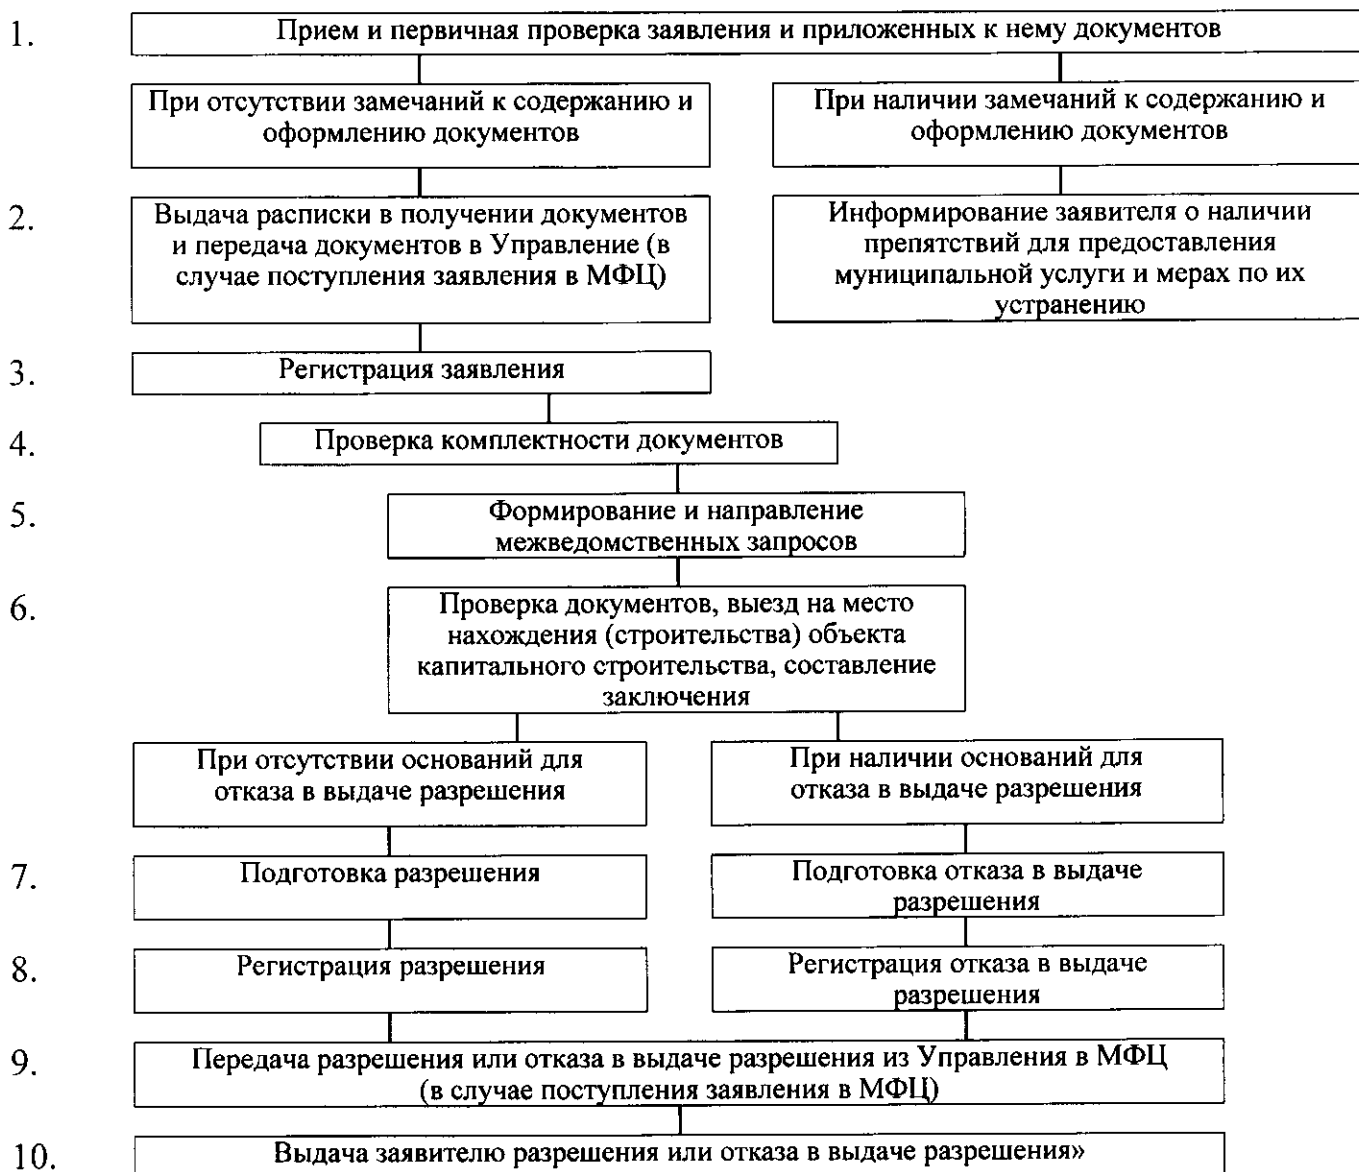 1.
Прием и первичная проверка заявления и приложенных к нему документов
При отсутствии замечаний к содержанию и
оформлению документов
При наличии замечаний к содержанию и
оформлению документов
2.
Выдача расписки в получении документов
и передача документов в Управление (в
случае поступления заявления в МФЦ)
Информирование заявителя о наличии
препятствий для предоставления
муниципальной услуги и мерах по их
устранению
3.
Регистрация заявления
4.
Проверка комплектности документов
5.
Формирование и направление
межведомственных запросов
6.
Проверка документов, выезд на место
нахождения (строительства) объекта
капитального строительства, составление
заключения
При отсутствии оснований для
отказа в выдаче разрешения
При наличии оснований для
отказа в выдаче разрешения
7.
Подготовка разрешения
Подготовка отказа в выдаче
разрешения
8.
Регистрация разрешения
Регистрация отказа в выдаче
разрешения
9.
Передача разрешения или отказа в выдаче разрешения из Управления в МФЦ
(в случае поступления заявления в МФЦ)
10.
Выдача заявителю разрешения или отказа в выдаче разрешения»